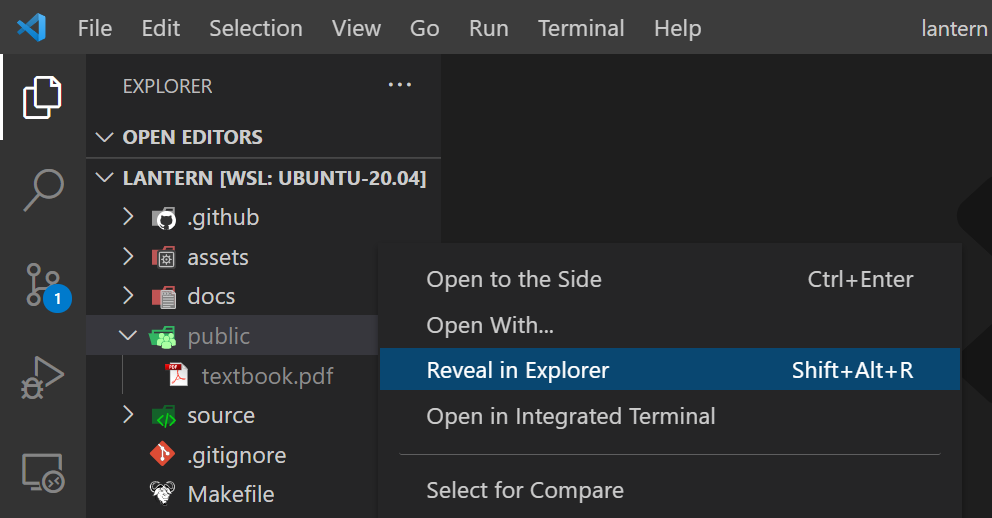 File Edit Selection View Go Run Terminal Help lantern
EXPLORER ...
OPEN EDITORS
LANTERN [WSL: UBUNTU-20.04]
.github
assets
docs
public
PDF
textbook.pdf
source
.gitignore
Makefile
1
Open to the Side Ctrl+Enter
Open With...
Reveal in Explorer Shift+Alt+R
Open in Integrated Terminal
Select for Compare